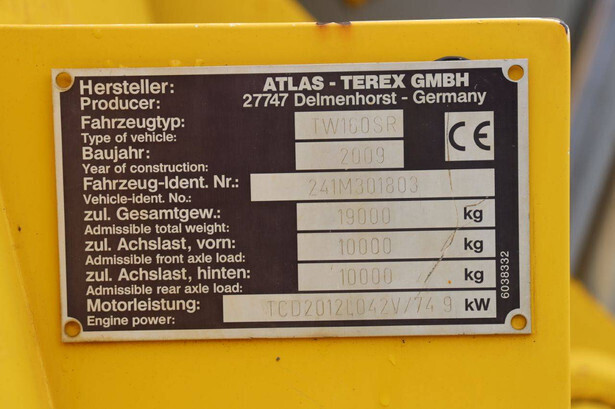 Hersteller: ATLAS - TEREX GMBH
Producer: 27747 Delmenhorst - Germany
Fahrzeugtyp: TW160SR
Type of vehicle:
CE
Baujahr: 2009
Year of construction:
Fahrzeug-Ident. Nr.: 241M301803
Vehicle-ident. No.:
zul. Gesamtgew.: 19000 kg
Admissible total weight:
zul. Achslast, vorn: 10000 kg
Admissible front axle load:
zul. Achslast, hinten: 10000 kg
Admissible rear axle load:
Motorleistung: TCD2012L042V/74 9 kW
Engine power:
6038332